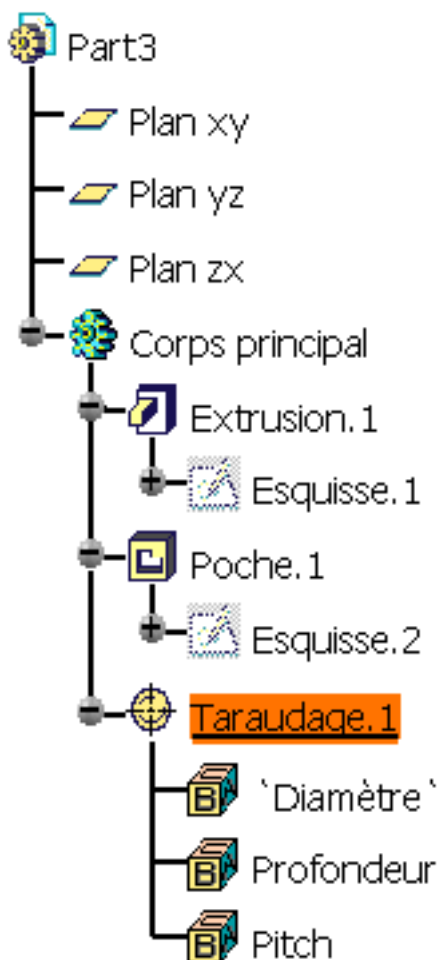 Part3
Plan xy
Plan yz
Plan zx
Corps principal
Extrusion.1
Esquisse.1
Poche.1
Esquisse.2
Taraudage.1
`Diamètre`
Profondeur
Pitch